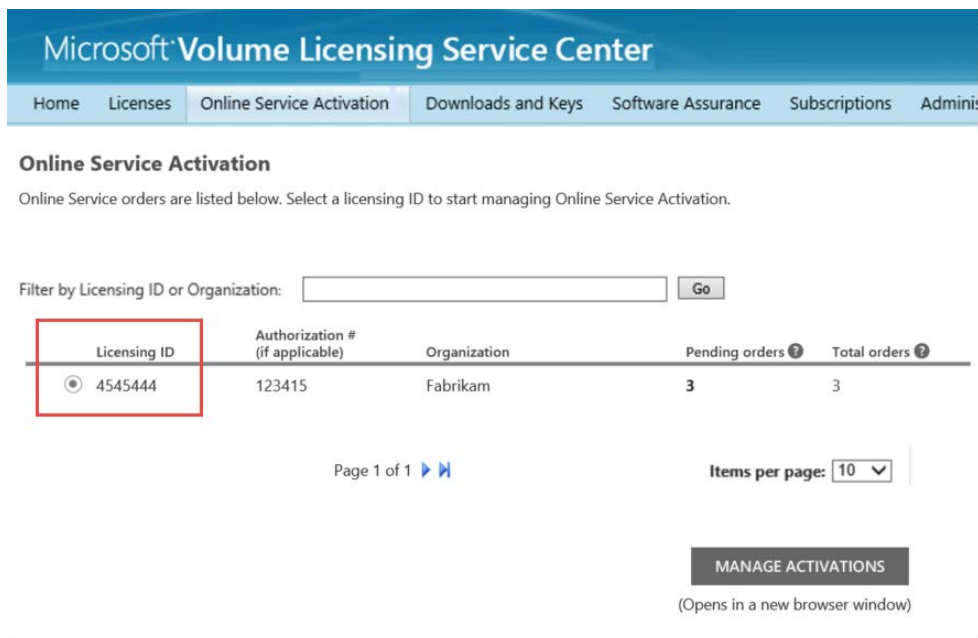 Microsoft Volume Licensing Service Center
Home Licenses Online Service Activation Downloads and Keys Software Assurance Subscriptions Adminis
Online Service Activation
Online Service orders are listed below. Select a licensing ID to start managing Online Service Activation.
Filter by Licensing ID or Organization: Go
Licensing ID Authorization # (if applicable) Organization Pending orders ? Total orders ?
4545444 123415 Fabrikam 3 3
Page 1 of 1 Items per page: 10
MANAGE ACTIVATIONS
(Opens in a new browser window)